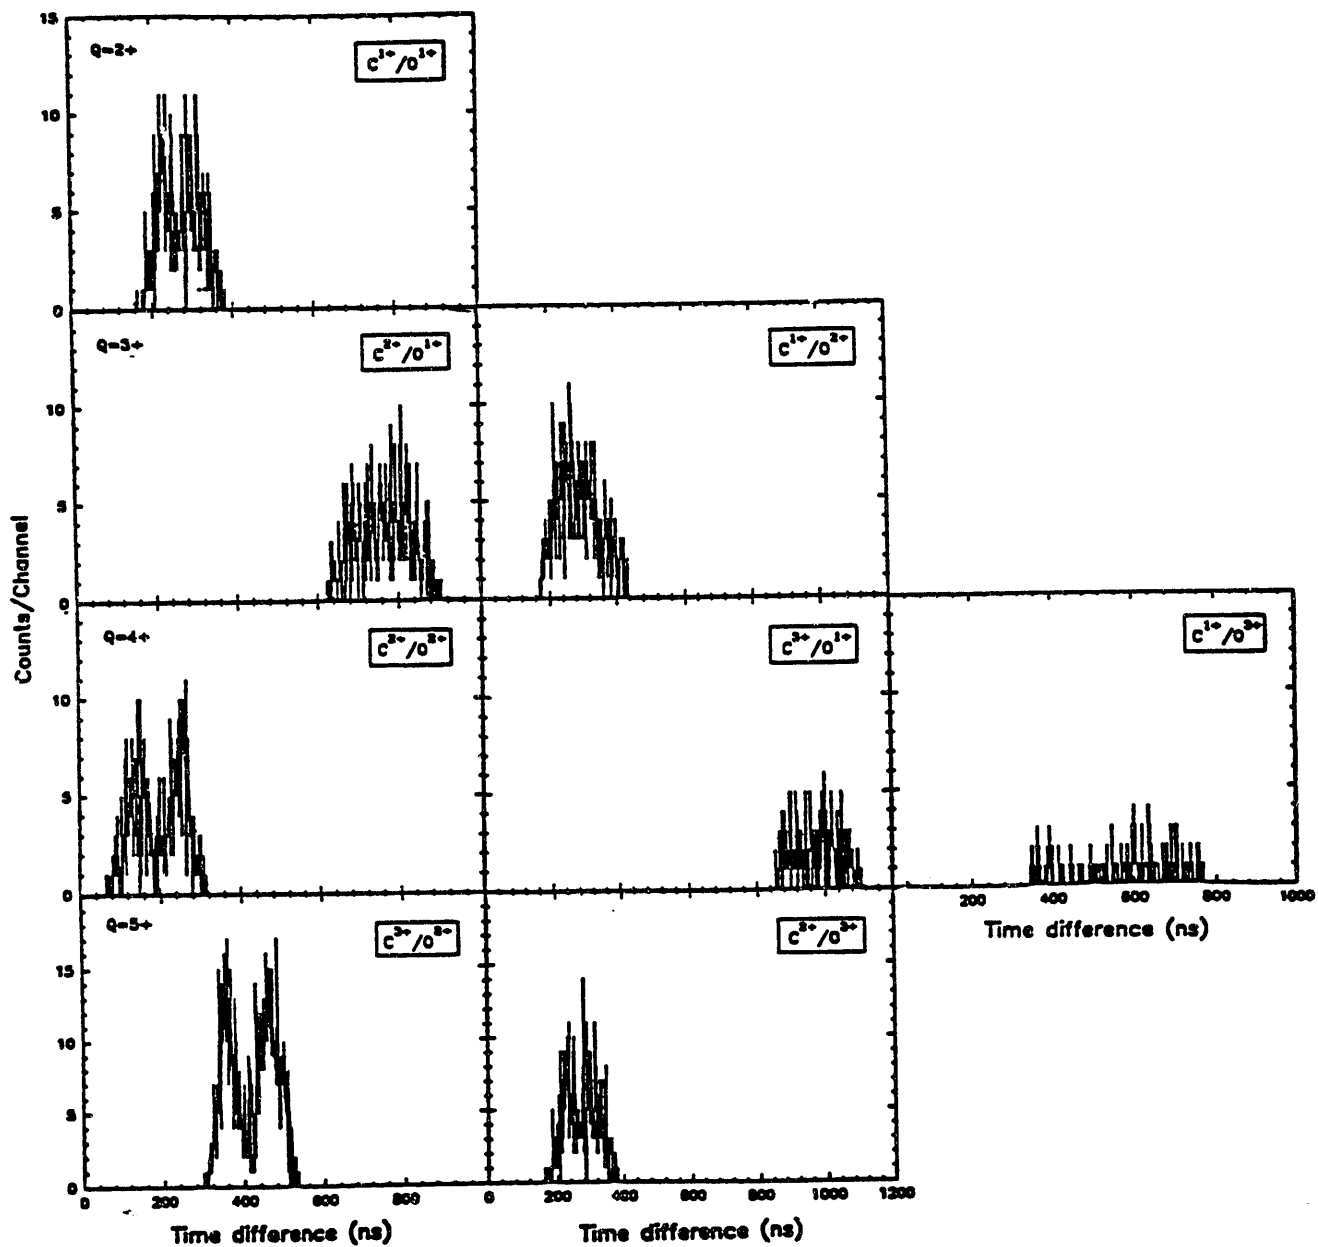 15
Q=2+
C1+/O1+
10
5
0
Q=3+
C2+/O1+
C1+/O2+
10
5
0
Q=4+
C2+/O2+
C3+/O1+
C1+/O3+
10
5
0
200 400 600 800 1000
Time difference (ns)
Q=5+
C3+/O2+
C2+/O3+
15
10
5
0
0 200 400 600 800
0 200 400 600 800 1000 1200
Time difference (ns)
Time difference (ns)
Counts/Channel